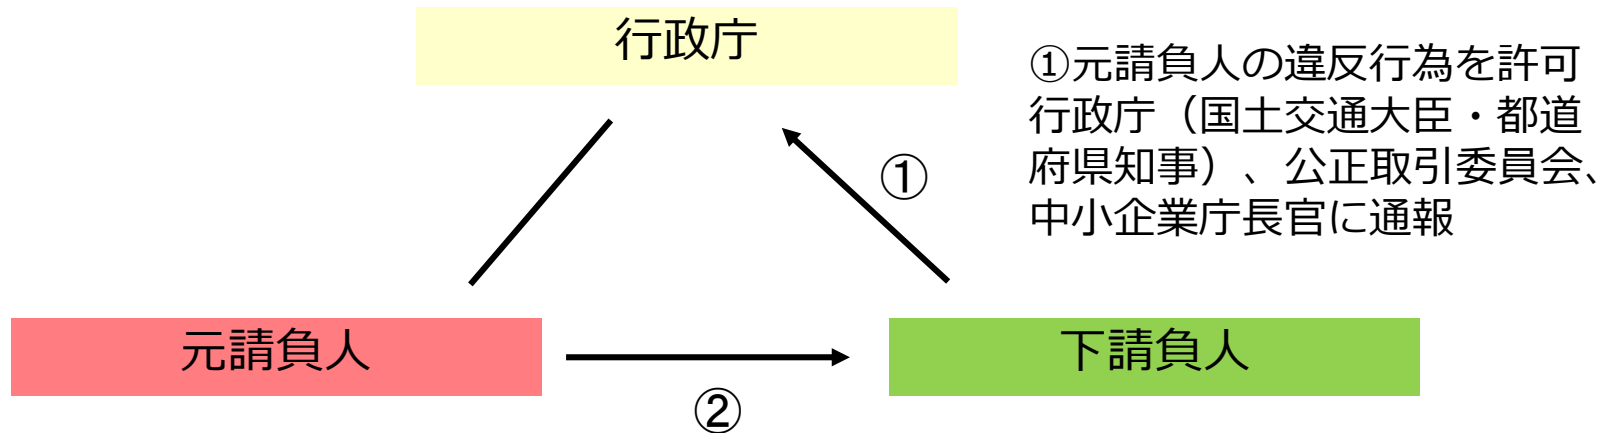 行政庁
①元請負人の違反行為を許可
行政庁（国土交通大臣・都道
府県知事）、公正取引委員会、
中小企業庁長官に通報
①
元請負人
下請負人
②